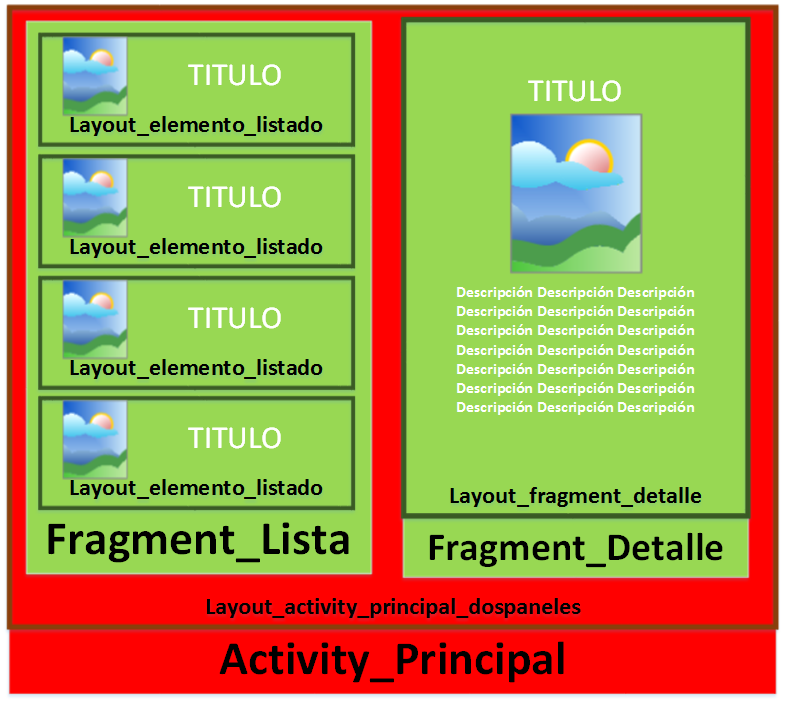 TITULO
Layout_elemento_listado
TITULO
Layout_elemento_listado
TITULO
Layout_elemento_listado
TITULO
Layout_elemento_listado
Fragment_Lista
TITULO
Descripción Descripción Descripción
Descripción Descripción Descripción
Descripción Descripción Descripción
Descripción Descripción Descripción
Descripción Descripción Descripción
Descripción Descripción Descripción
Descripción Descripción Descripción
Layout_fragment_detalle
Fragment_Detalle
Layout_activity_principal_dospaneles
Activity_Principal